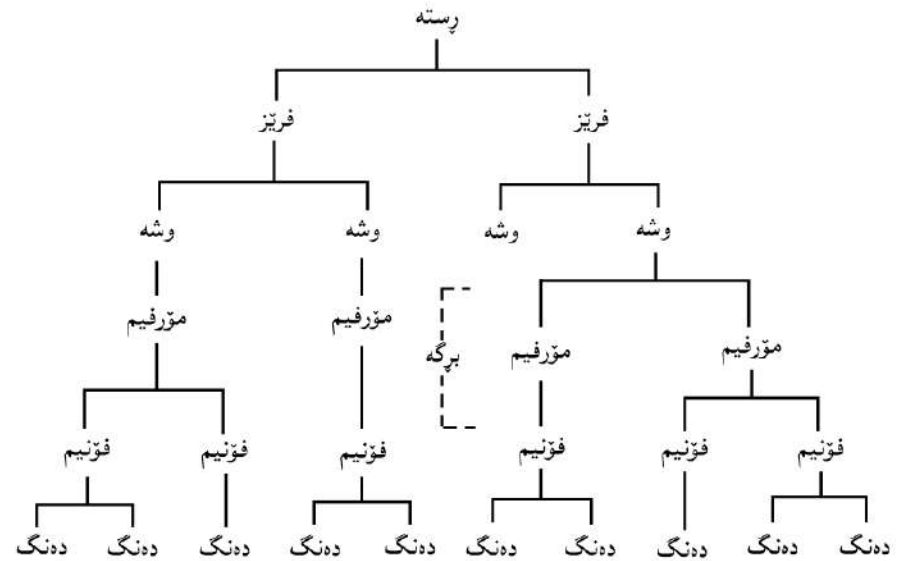 ڕستە
فرێز فرێز
وشە وشە وشە وشە
مۆرفیم مۆرفیم مۆرفیم مۆرفیم
بڕگە
فۆنیم فۆنیم فۆنیم فۆنیم فۆنیم فۆنیم
دەنگ دەنگ دەنگ دەنگ دەنگ دەنگ دەنگ دەنگ دەنگ دەنگ